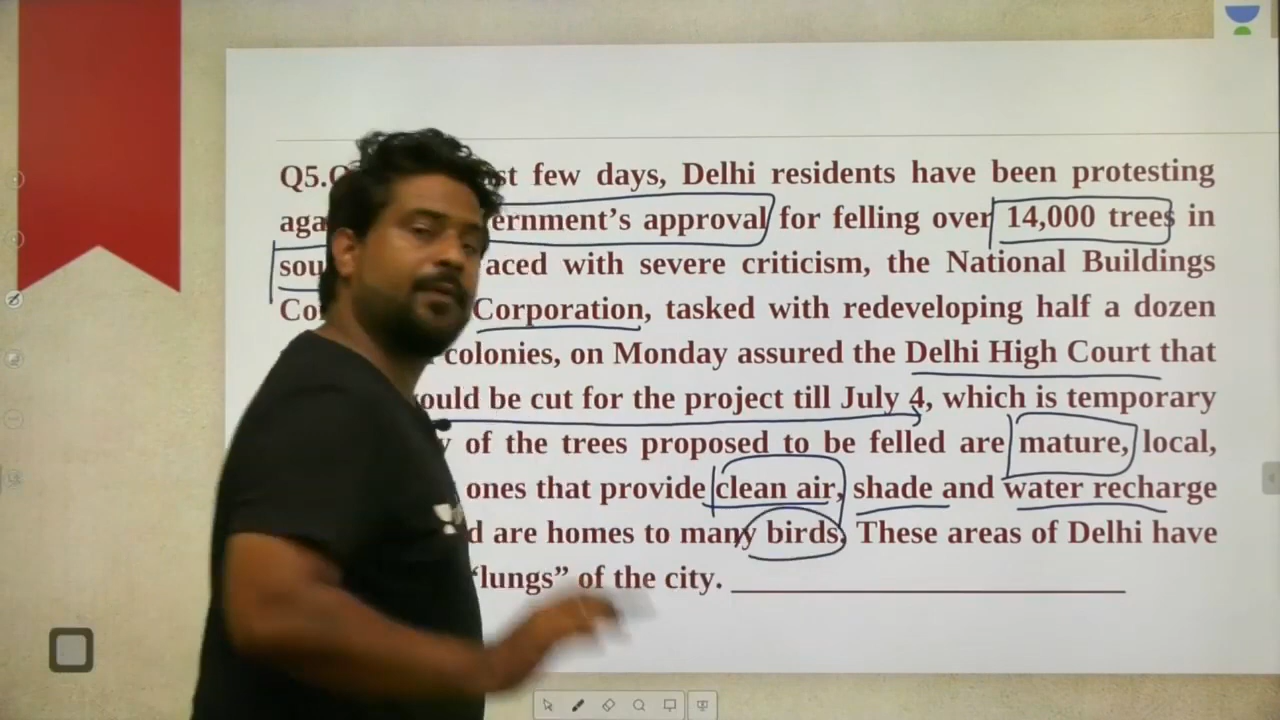 Q5. st few days, Delhi residents have been protesting
aga ernment’s approval for felling over 14,000 trees in
sou aced with severe criticism, the National Buildings
Co Corporation, tasked with redeveloping half a dozen
colonies, on Monday assured the Delhi High Court that
ould be cut for the project till July 4, which is temporary
of the trees proposed to be felled are mature, local,
ones that provide clean air, shade and water recharge
d are homes to many birds. These areas of Delhi have
“lungs” of the city.